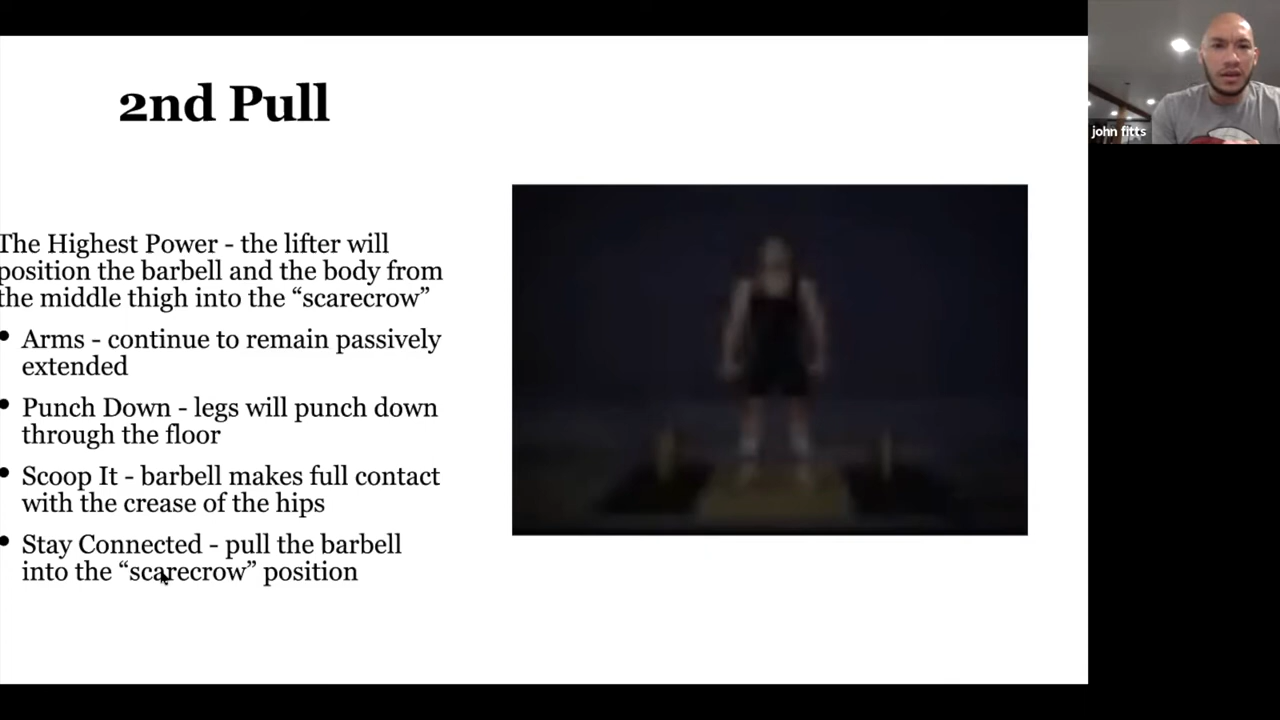 2nd Pull
john fitts
The Highest Power - the lifter will
position the barbell and the body from
the middle thigh into the “scarecrow”
• Arms - continue to remain passively
extended
• Punch Down - legs will punch down
through the floor
• Scoop It - barbell makes full contact
with the crease of the hips
• Stay Connected - pull the barbell
into the “scarecrow” position